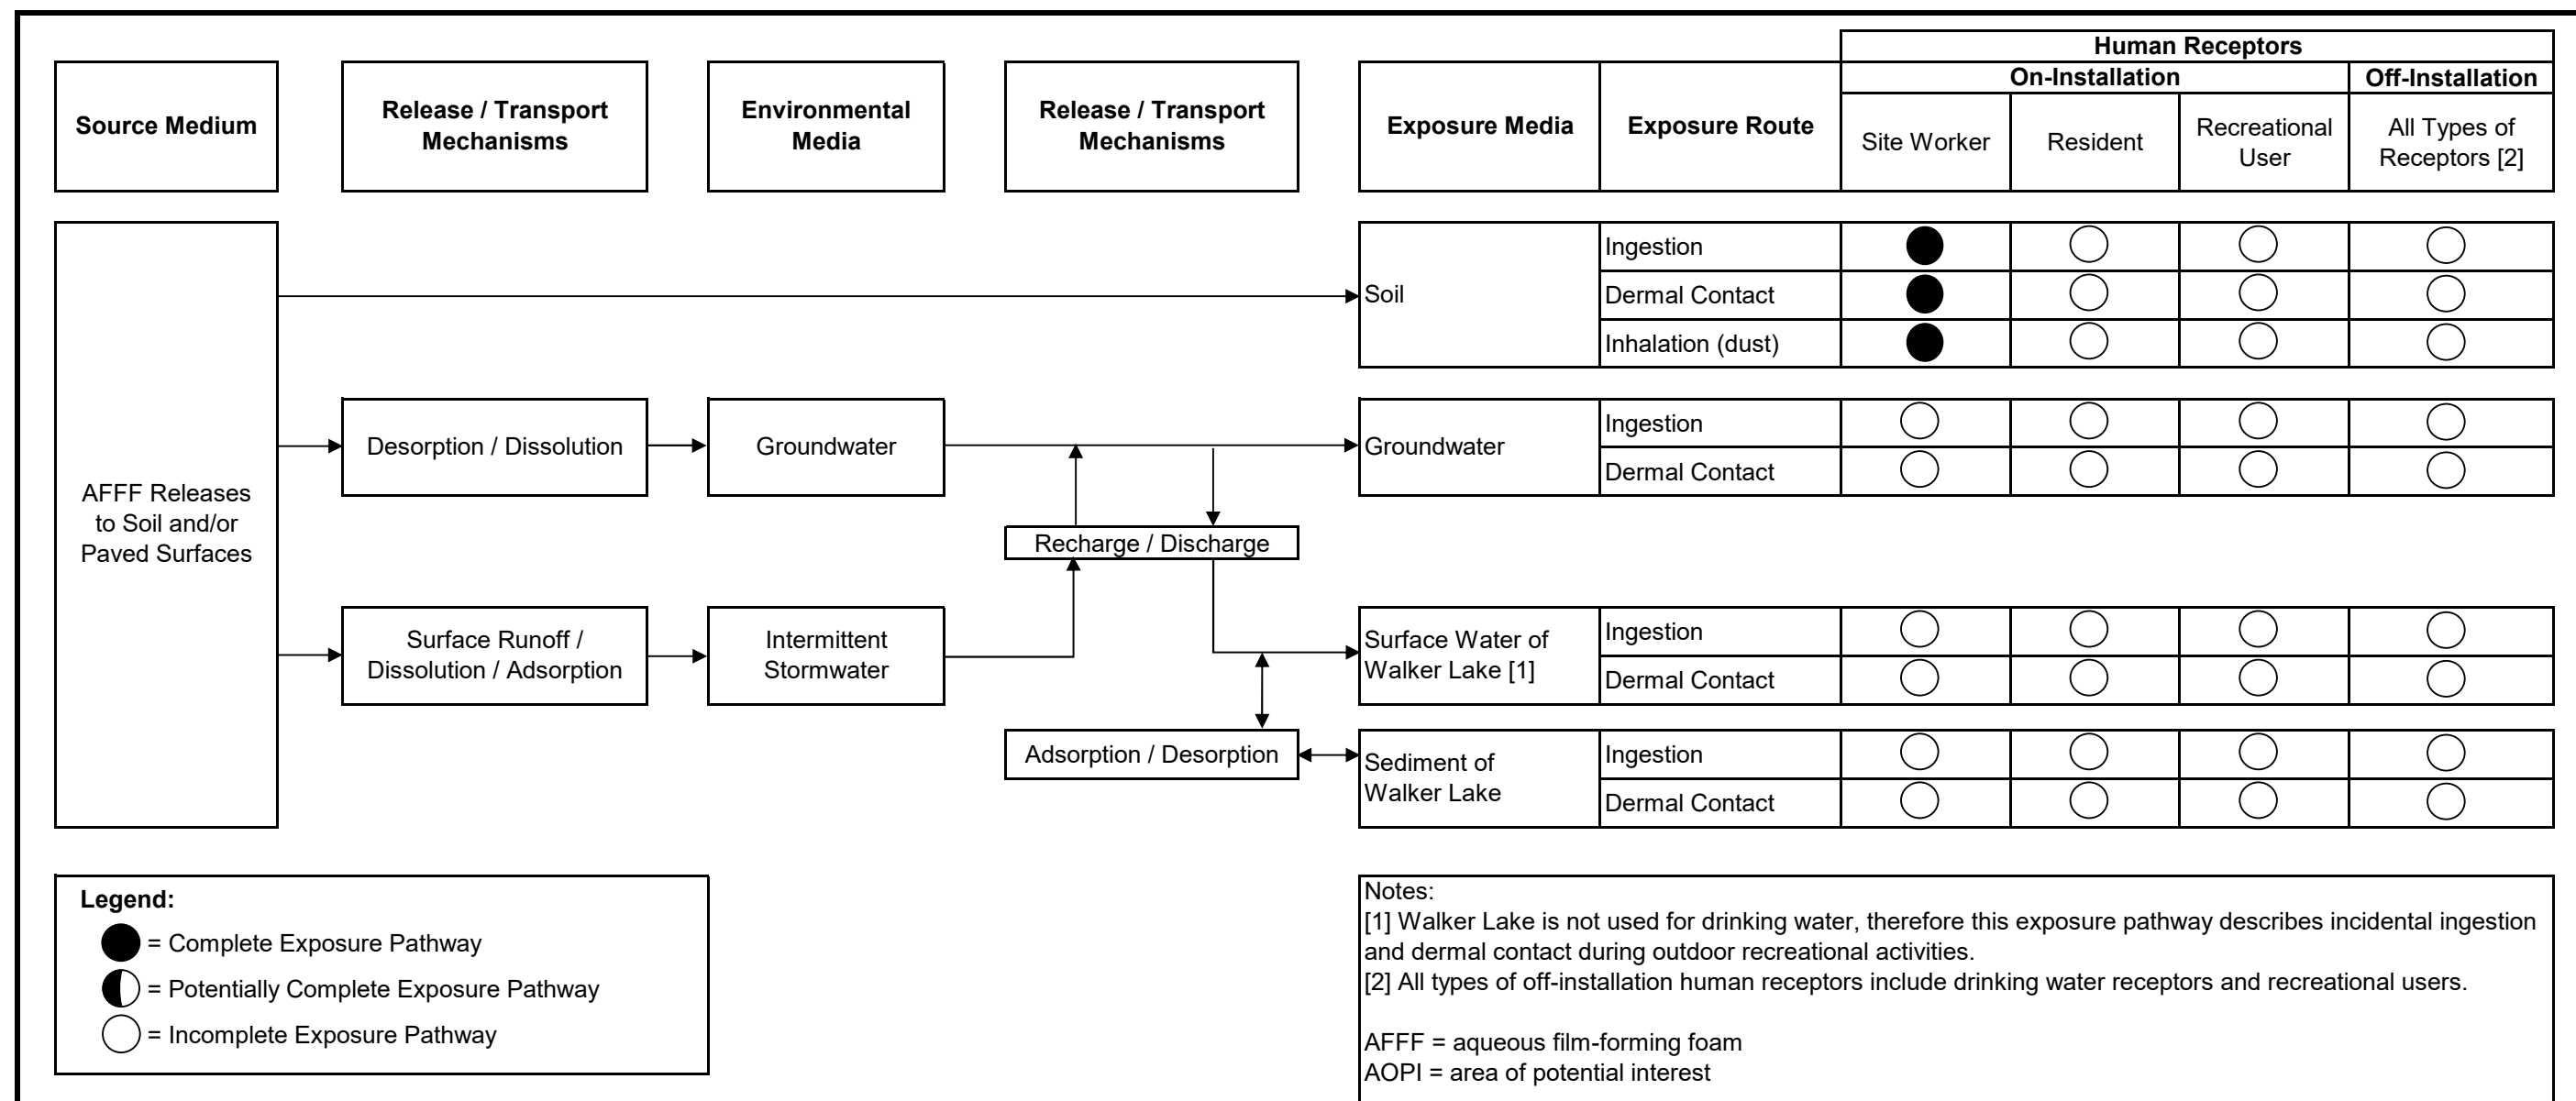 Human Receptors
On-Installation
Off-Installation
Source Medium
Release / Transport
Mechanisms
Environmental
Media
Release / Transport
Mechanisms
Exposure Media
Exposure Route
Site Worker
Resident
Recreational
User
All Types of
Receptors [2]
AFFF Releases
to Soil and/or
Paved Surfaces
Soil
Ingestion
Dermal Contact
Inhalation (dust)
Desorption / Dissolution
Groundwater
Groundwater
Ingestion
Dermal Contact
Recharge / Discharge
Surface Runoff /
Dissolution / Adsorption
Intermittent
Stormwater
Surface Water of
Walker Lake [1]
Ingestion
Dermal Contact
Adsorption / Desorption
Sediment of
Walker Lake
Ingestion
Dermal Contact
Legend:
= Complete Exposure Pathway
= Potentially Complete Exposure Pathway
= Incomplete Exposure Pathway
Notes:
[1] Walker Lake is not used for drinking water, therefore this exposure pathway describes incidental ingestion
and dermal contact during outdoor recreational activities.
[2] All types of off-installation human receptors include drinking water receptors and recreational users.
AFFF = aqueous film-forming foam
AOPI = area of potential interest